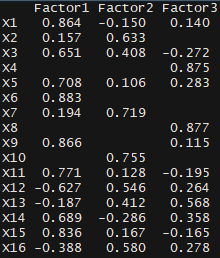 Factor1 Factor2 Factor3
X1   0.864  -0.150   0.140
X2   0.157   0.633
X3   0.651   0.408  -0.272
X4                   0.875
X5   0.708   0.106   0.283
X6   0.883
X7   0.194   0.719
X8                   0.877
X9   0.866           0.115
X10          0.755
X11  0.771   0.128  -0.195
X12 -0.627   0.546   0.264
X13 -0.187   0.412   0.568
X14  0.689  -0.286   0.358
X15  0.836   0.167  -0.165
X16 -0.388   0.580   0.278